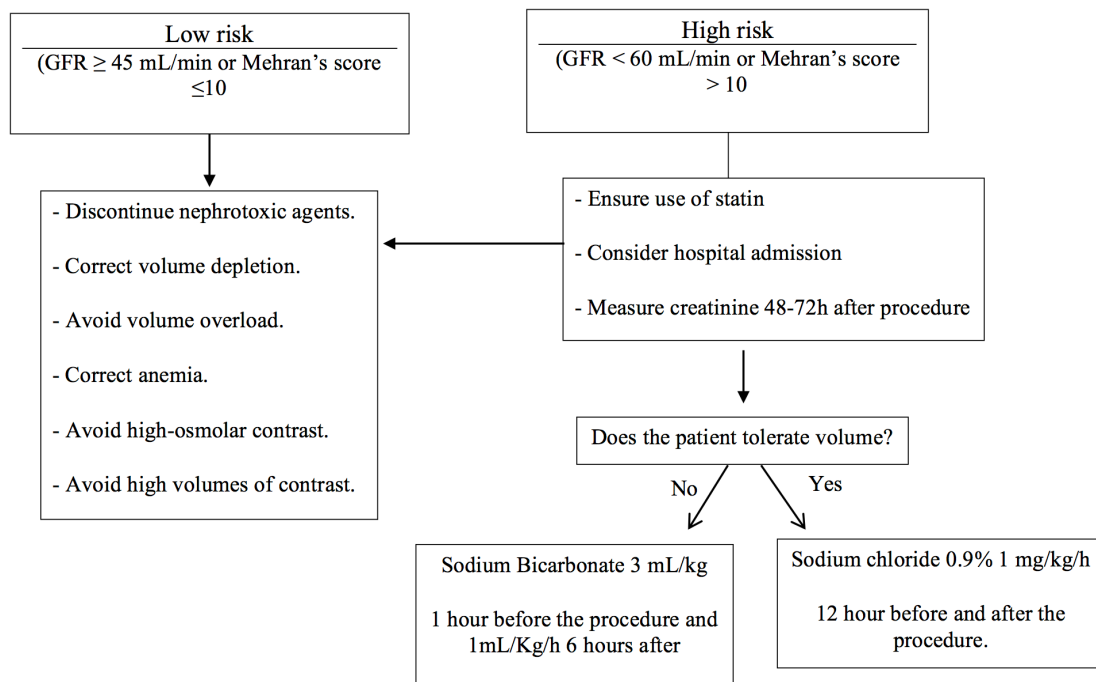 Low risk
(GFR ≥ 45 mL/min or Mehran’s score
≤10
High risk
(GFR < 60 mL/min or Mehran’s score
> 10
- Discontinue nephrotoxic agents.
- Correct volume depletion.
- Avoid volume overload.
- Correct anemia.
- Avoid high-osmolar contrast.
- Avoid high volumes of contrast.
- Ensure use of statin
- Consider hospital admission
- Measure creatinine 48-72h after procedure
Does the patient tolerate volume?
No
Yes
Sodium Bicarbonate 3 mL/kg
1 hour before the procedure and
1mL/Kg/h 6 hours after
Sodium chloride 0.9% 1 mg/kg/h
12 hour before and after the
procedure.